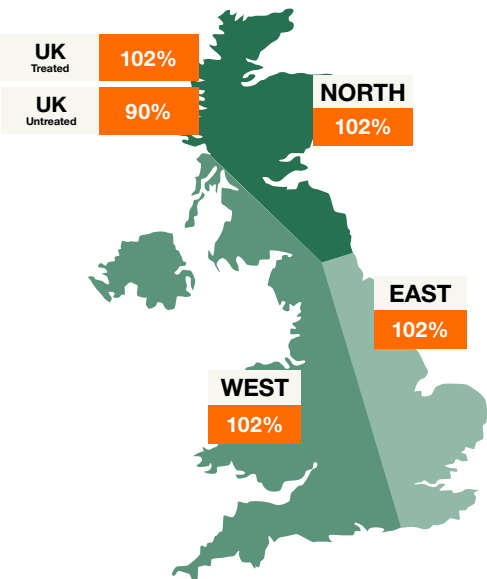 UK
Treated
102%
UK
Untreated
90%
NORTH
102%
EAST
102%
WEST
102%